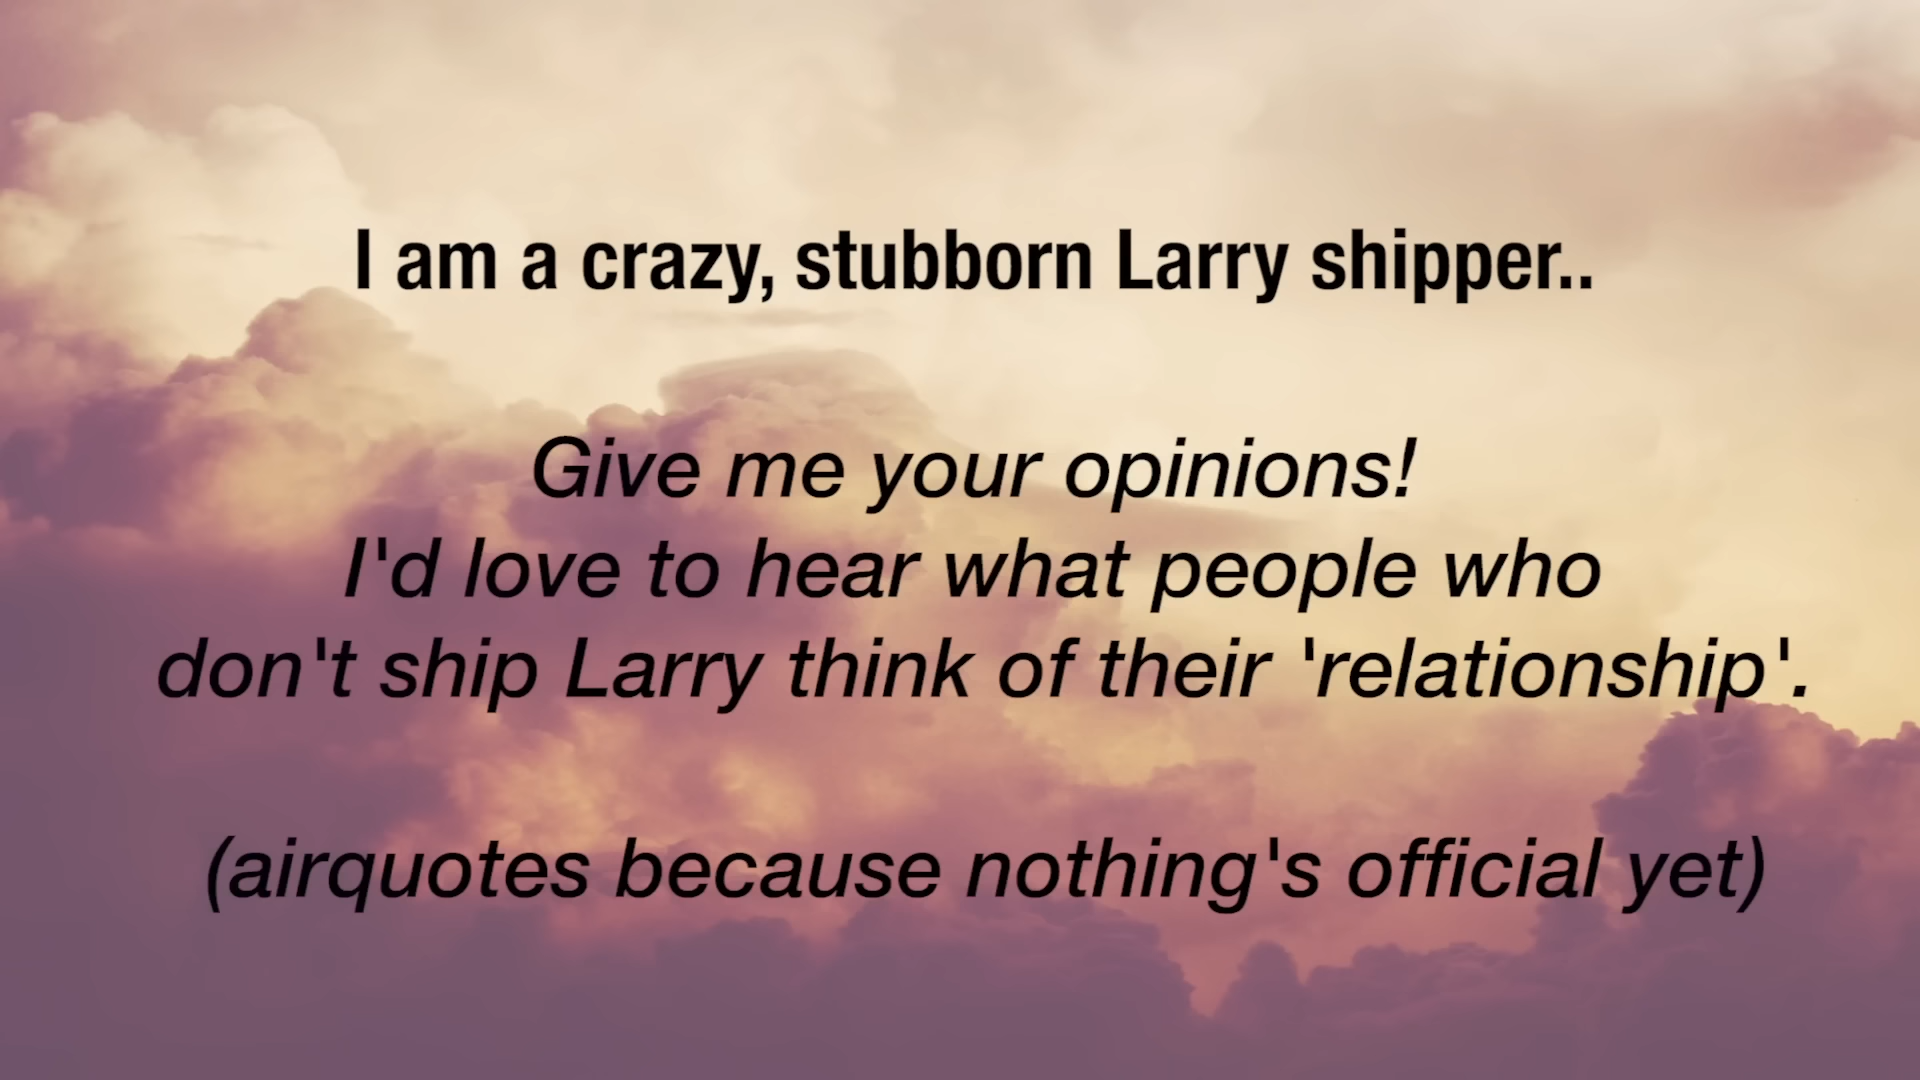 I am a crazy, stubborn Larry shipper..
Give me your opinions!
I'd love to hear what people who
don't ship Larry think of their 'relationship'.
(airquotes because nothing's official yet)